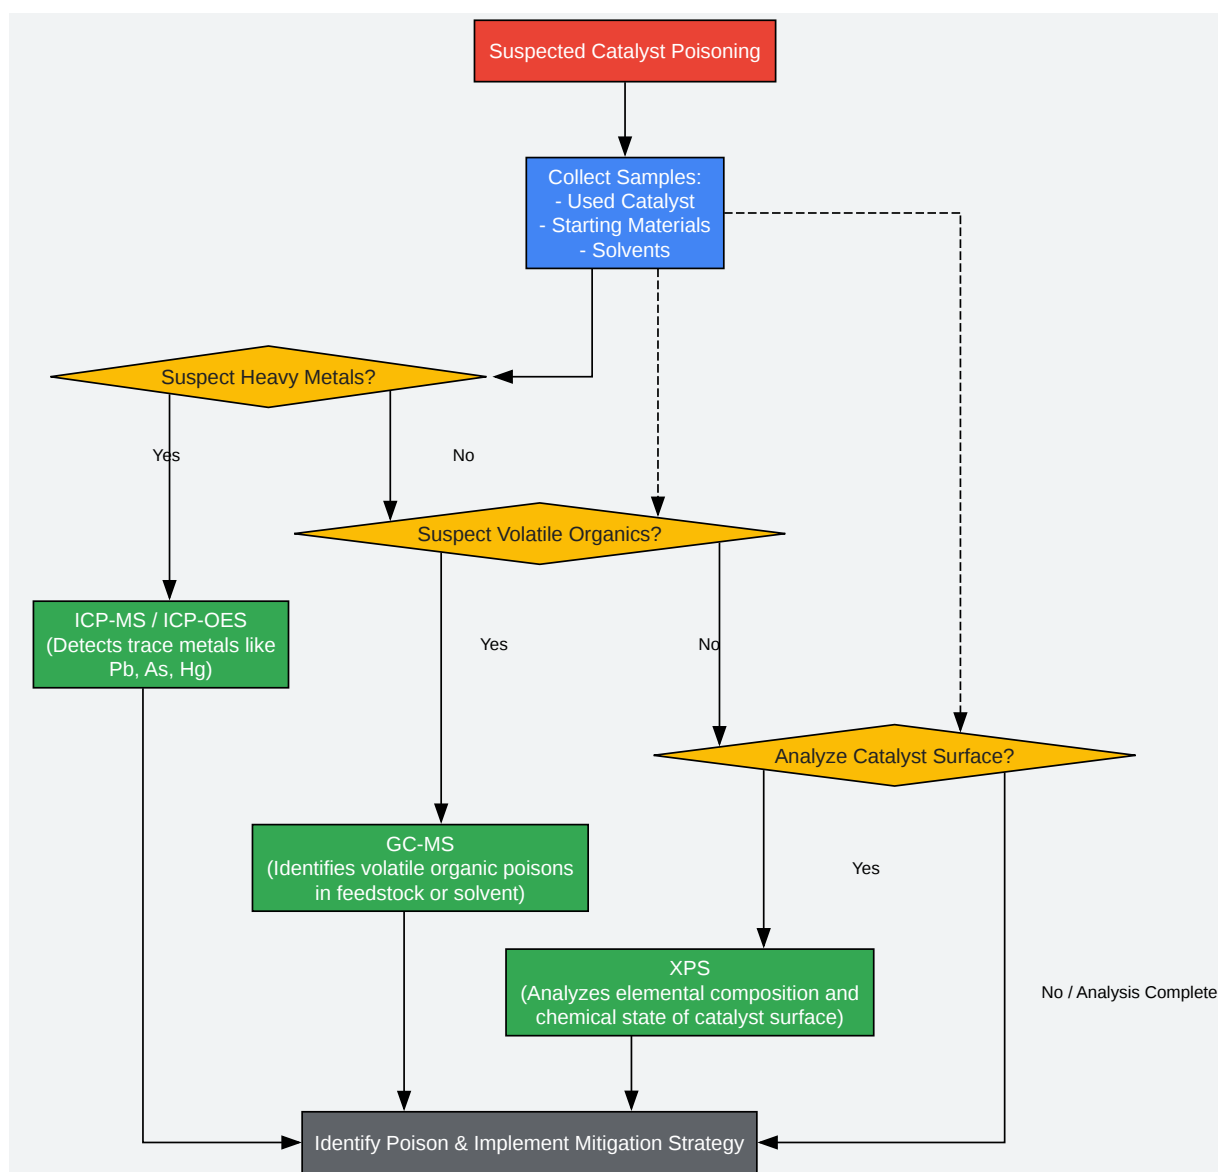 Suspected Catalyst Poisoning
Collect Samples:
- Used Catalyst
- Starting Materials
- Solvents
Suspect Heavy Metals?
Yes
No
Suspect Volatile Organics?
ICP-MS / ICP-OES
(Detects trace metals like
Pb, As, Hg)
Yes
No
Analyze Catalyst Surface?
GC-MS
(Identifies volatile organic poisons
in feedstock or solvent)
Yes
XPS
(Analyzes elemental composition and
chemical state of catalyst surface)
No / Analysis Complete
Identify Poison & Implement Mitigation Strategy